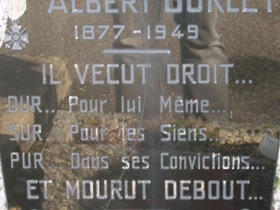 ALBERT
1877-1949
IL VECUT DROIT...
DUR... Pour lui Même...
SUR... Pour les Siens...
PUR... Dans ses Convictions...
ET MOURUT DEBOUT...